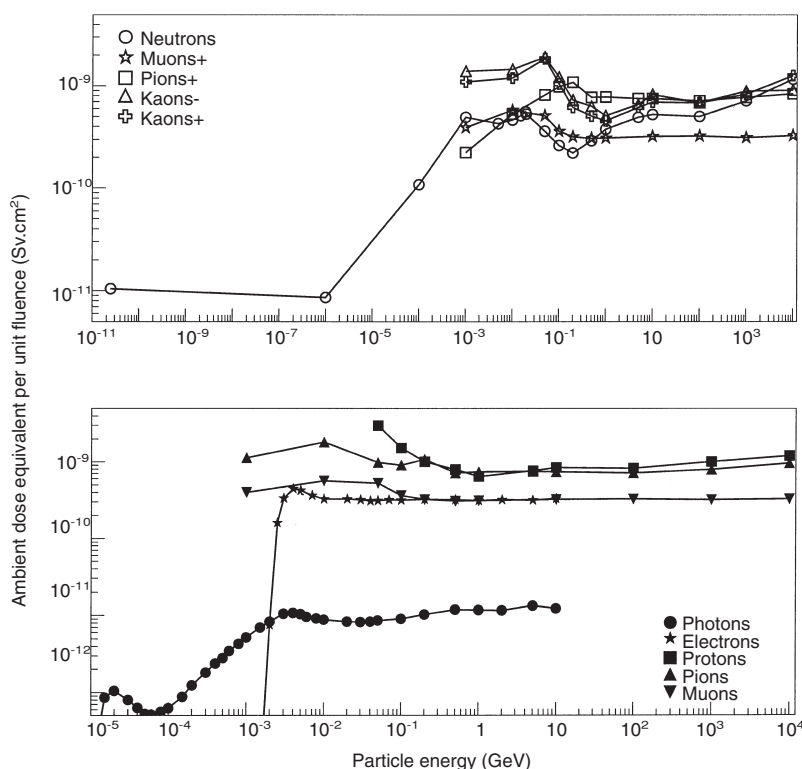 Neutrons
Muons+
Pions+
Kaons-
Kaons+
10⁻⁹
10⁻¹⁰
10⁻¹¹
10⁻¹¹ 10⁻⁹ 10⁻⁷ 10⁻⁵ 10⁻³ 10⁻¹ 10 10³
Ambient dose equivalent per unit fluence (Sv.cm²)
10⁻⁹
10⁻¹⁰
10⁻¹¹
10⁻¹²
Photons
Electrons
Protons
Pions
Muons
10⁻⁵ 10⁻⁴ 10⁻³ 10⁻² 10⁻¹ 1 10 10² 10³ 10⁴
Particle energy (GeV)